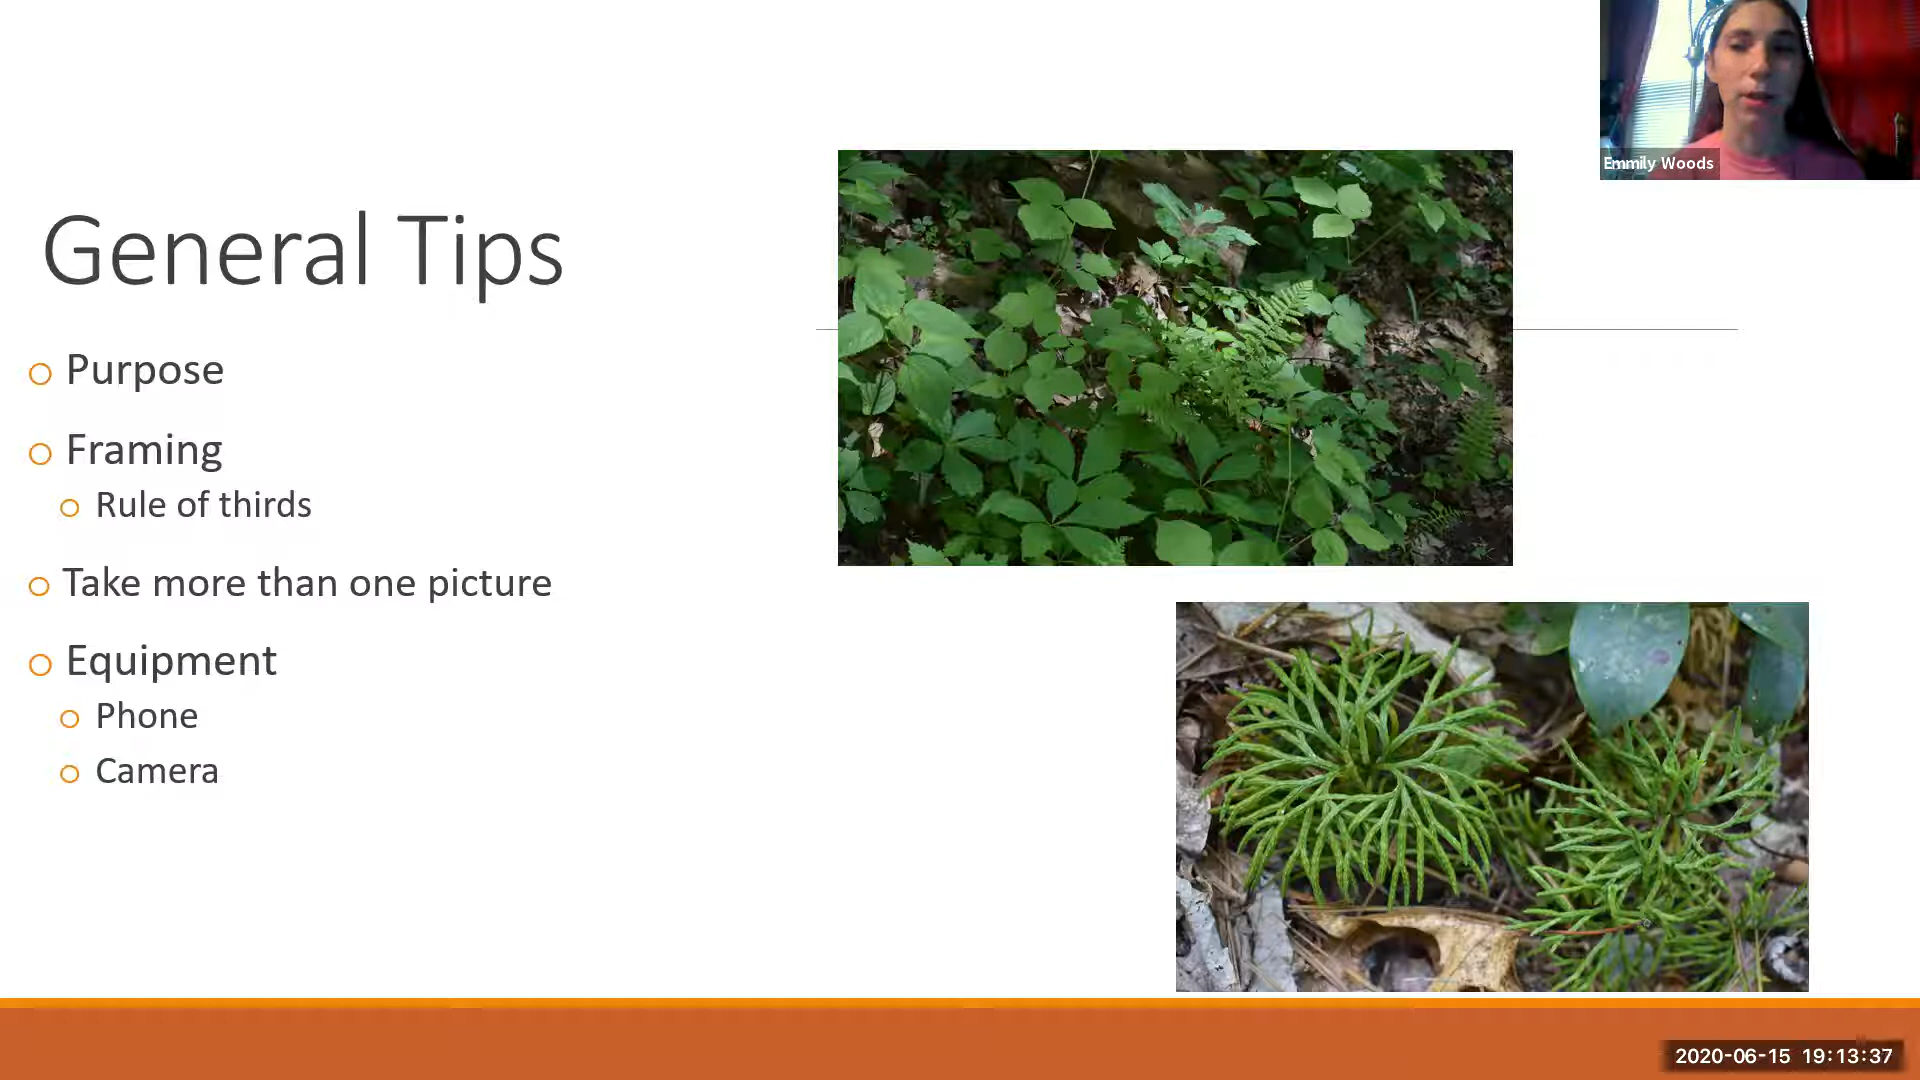 Emmily Woods
General Tips
Purpose
Framing
Rule of thirds
Take more than one picture
Equipment
Phone
Camera
2020-06-15 19:13:37